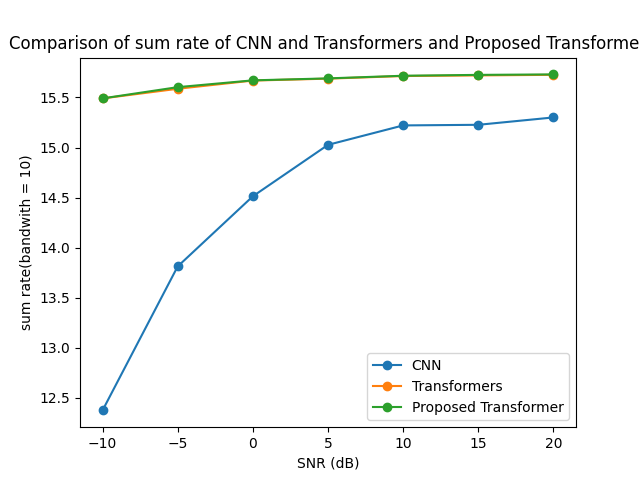 Comparison of sum rate of CNN and Transformers and Proposed Transforme
15.5
15.0
14.5
14.0
13.5
13.0
12.5
sum rate(bandwith = 10)
CNN
Transformers
Proposed Transformer
−10 −5 0 5 10 15 20
SNR (dB)